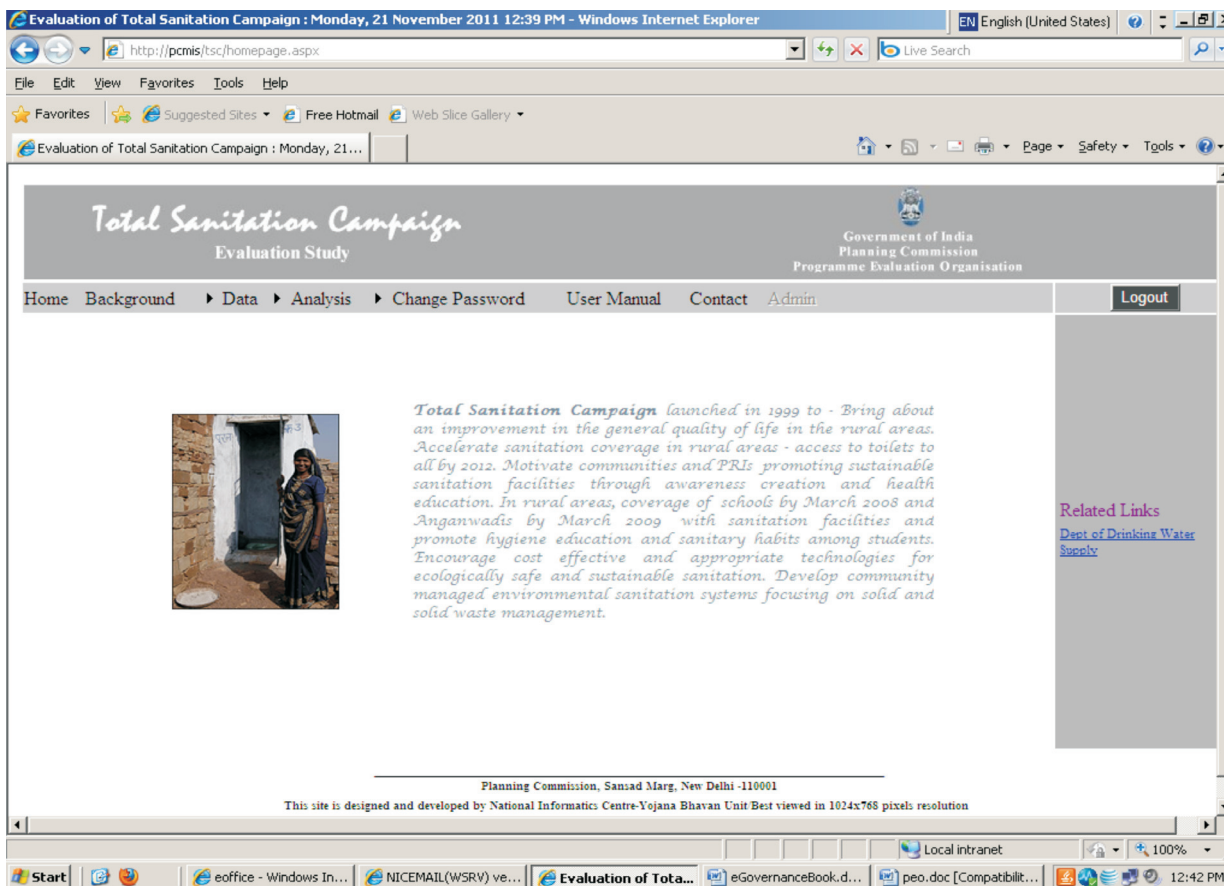 Evaluation of Total Sanitation Campaign : Monday, 21 November 2011 12:39 PM - Windows Internet Explorer
EN English (United States)
http://pcmis/tsc/homepage.aspx
Live Search
File Edit View Favorites Tools Help
Favorites Suggested Sites Free Hotmail Web Slice Gallery
Evaluation of Total Sanitation Campaign : Monday, 21...
Page Safety Tools
Total Sanitation Campaign
Evaluation Study
Government of India
Planning Commission
Programme Evaluation Organisation
Home Background Data Analysis Change Password User Manual Contact Admin
Logout
Total Sanitation Campaign launched in 1999 to - Bring about
an improvement in the general quality of life in the rural areas.
Accelerate sanitation coverage in rural areas - access to toilets to
all by 2012. Motivate communities and PRIs promoting sustainable
sanitation facilities through awareness creation and health
education. In rural areas, coverage of schools by March 2008 and
Anganwadis by March 2009 with sanitation facilities and
promote hygiene education and sanitary habits among students.
Encourage cost effective and appropriate technologies for
ecologically safe and sustainable sanitation. Develop community
managed environmental sanitation systems focusing on solid and
solid waste management.
Related Links
Dept of Drinking Water
Supply
Planning Commission, Sansad Marg, New Delhi -110001
This site is designed and developed by National Informatics Centre-Yojana Bhavan Unit/Best viewed in 1024x768 pixels resolution
Local intranet
100%
Start
eoffice - Windows In...
NICEMAIL(WSRV) ve...
Evaluation of Tota...
eGovernanceBook.d...
peo.doc [Compatibilit...
12:42 PM